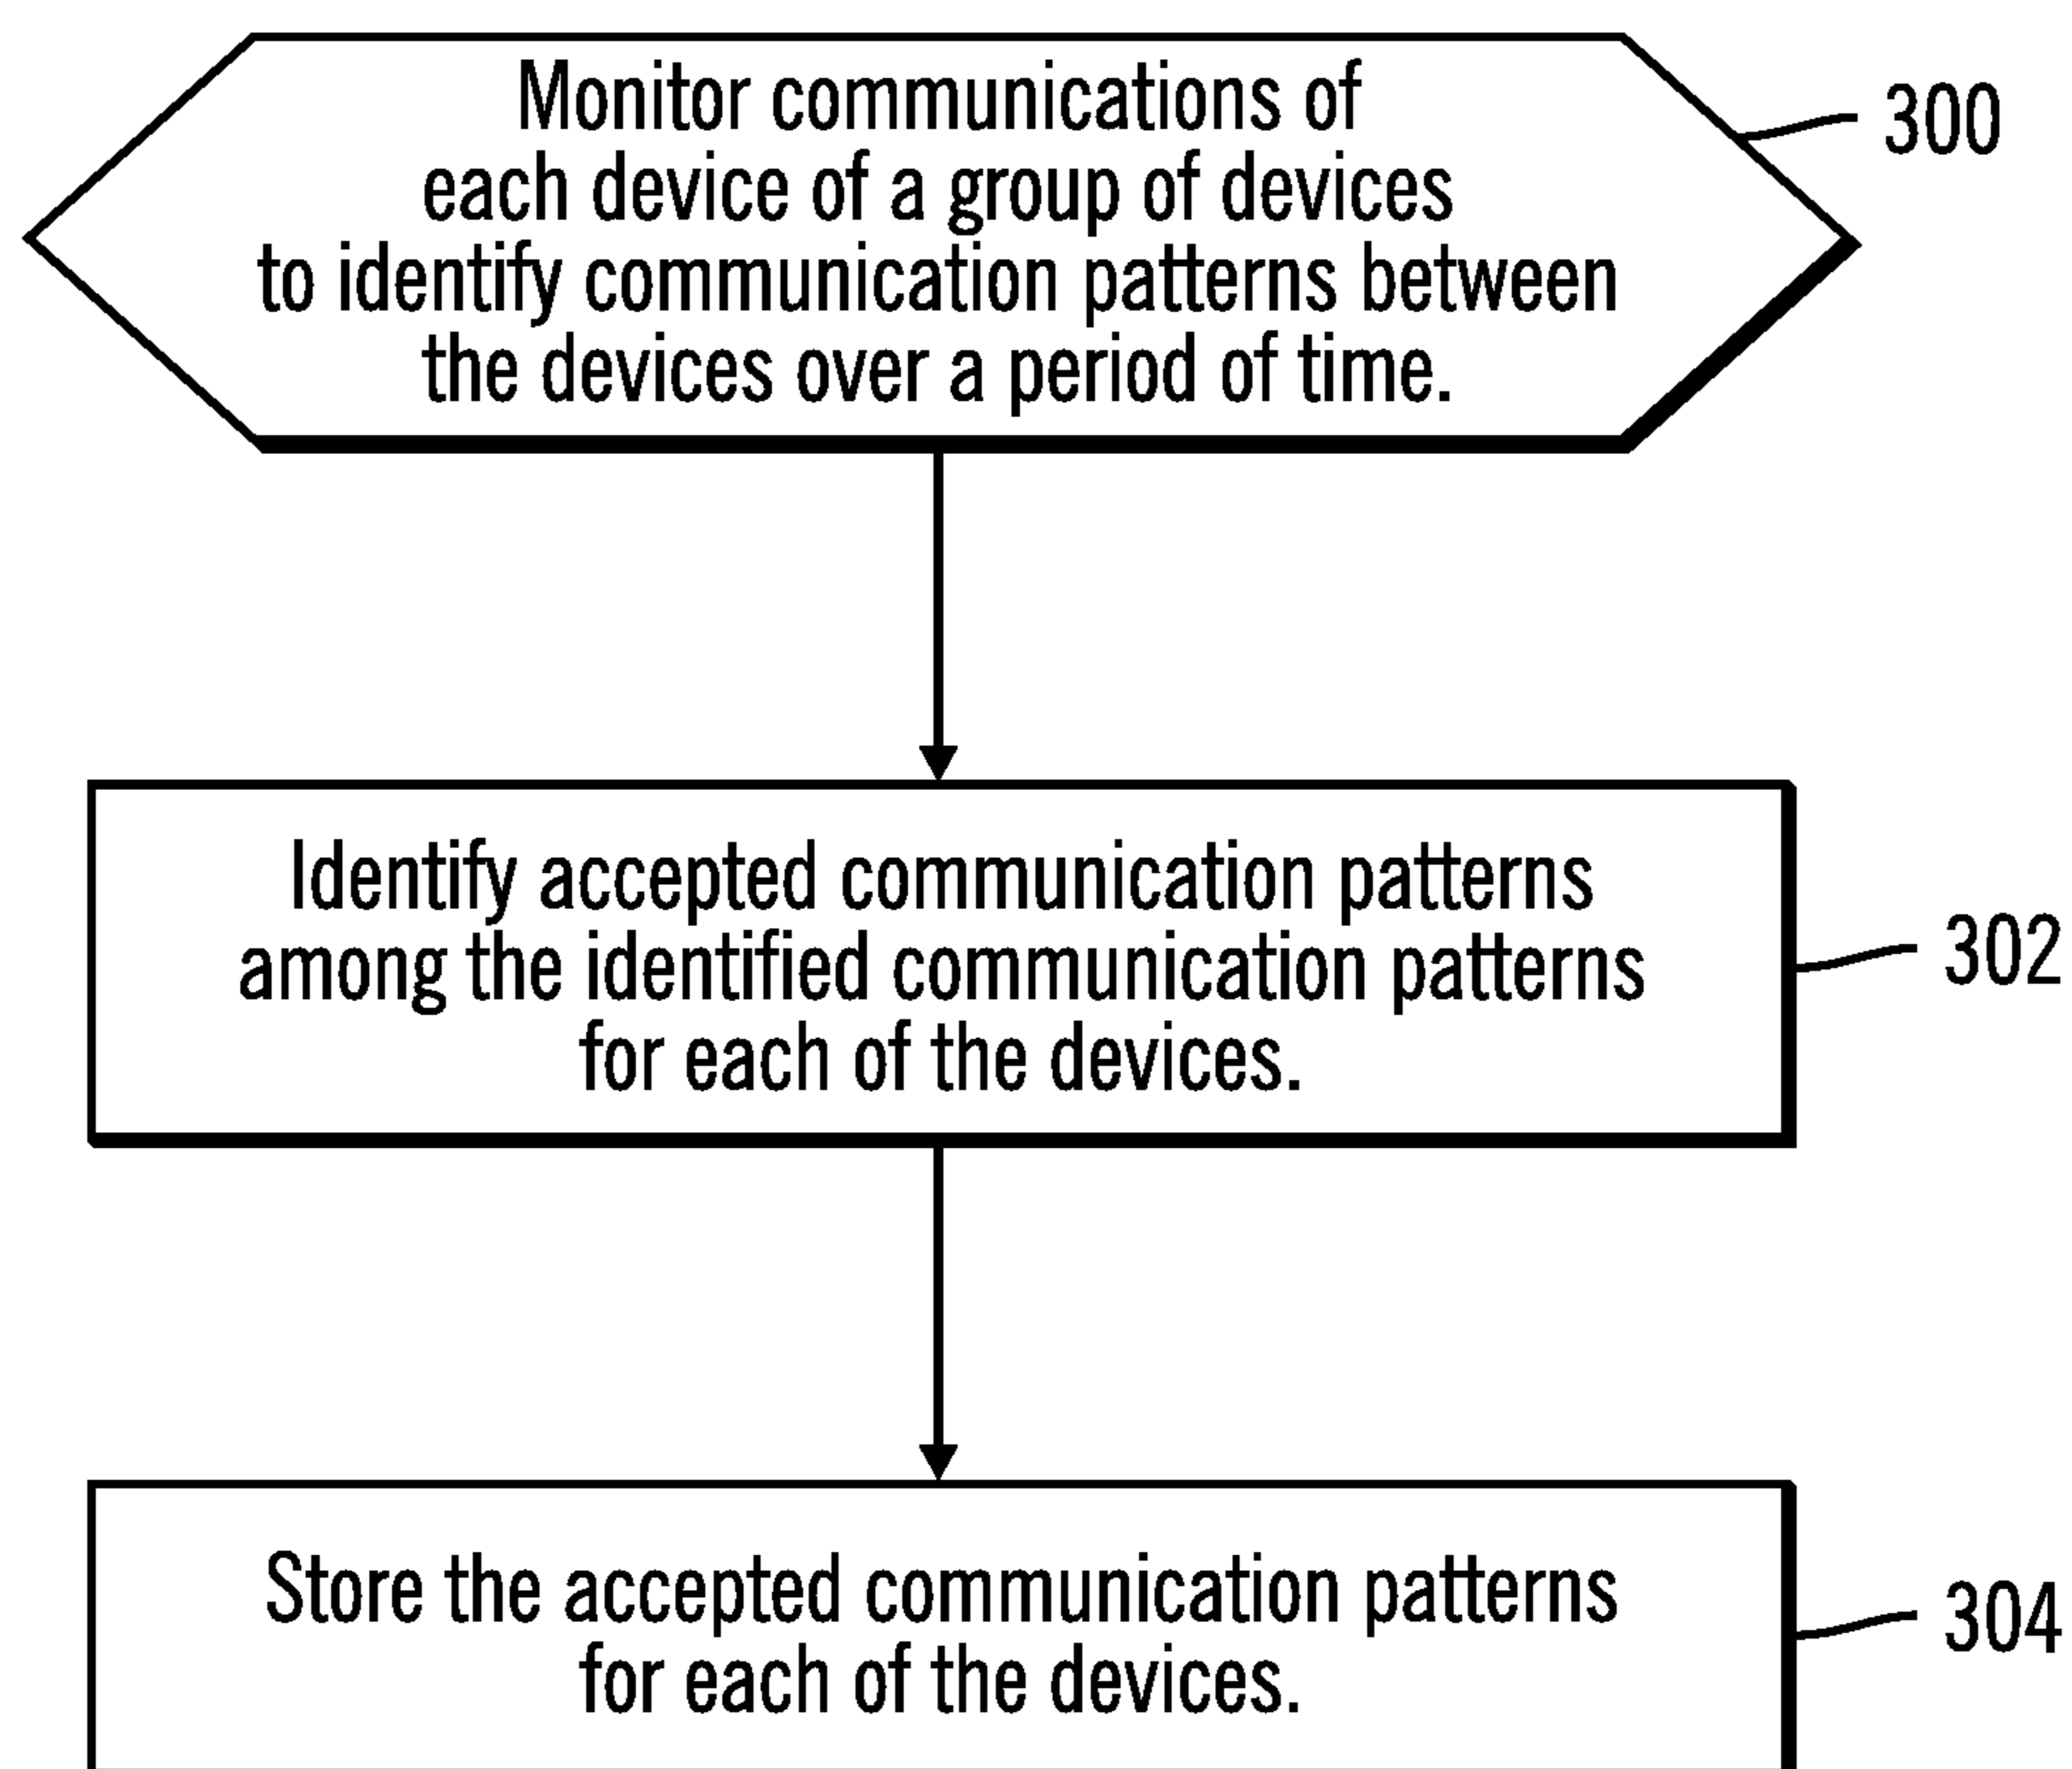 Monitor communications of
each device of a group of devices
to identify communication patterns between
the devices over a period of time.
300
Identify accepted communication patterns
among the identified communication patterns
for each of the devices.
302
Store the accepted communication patterns
for each of the devices.
304